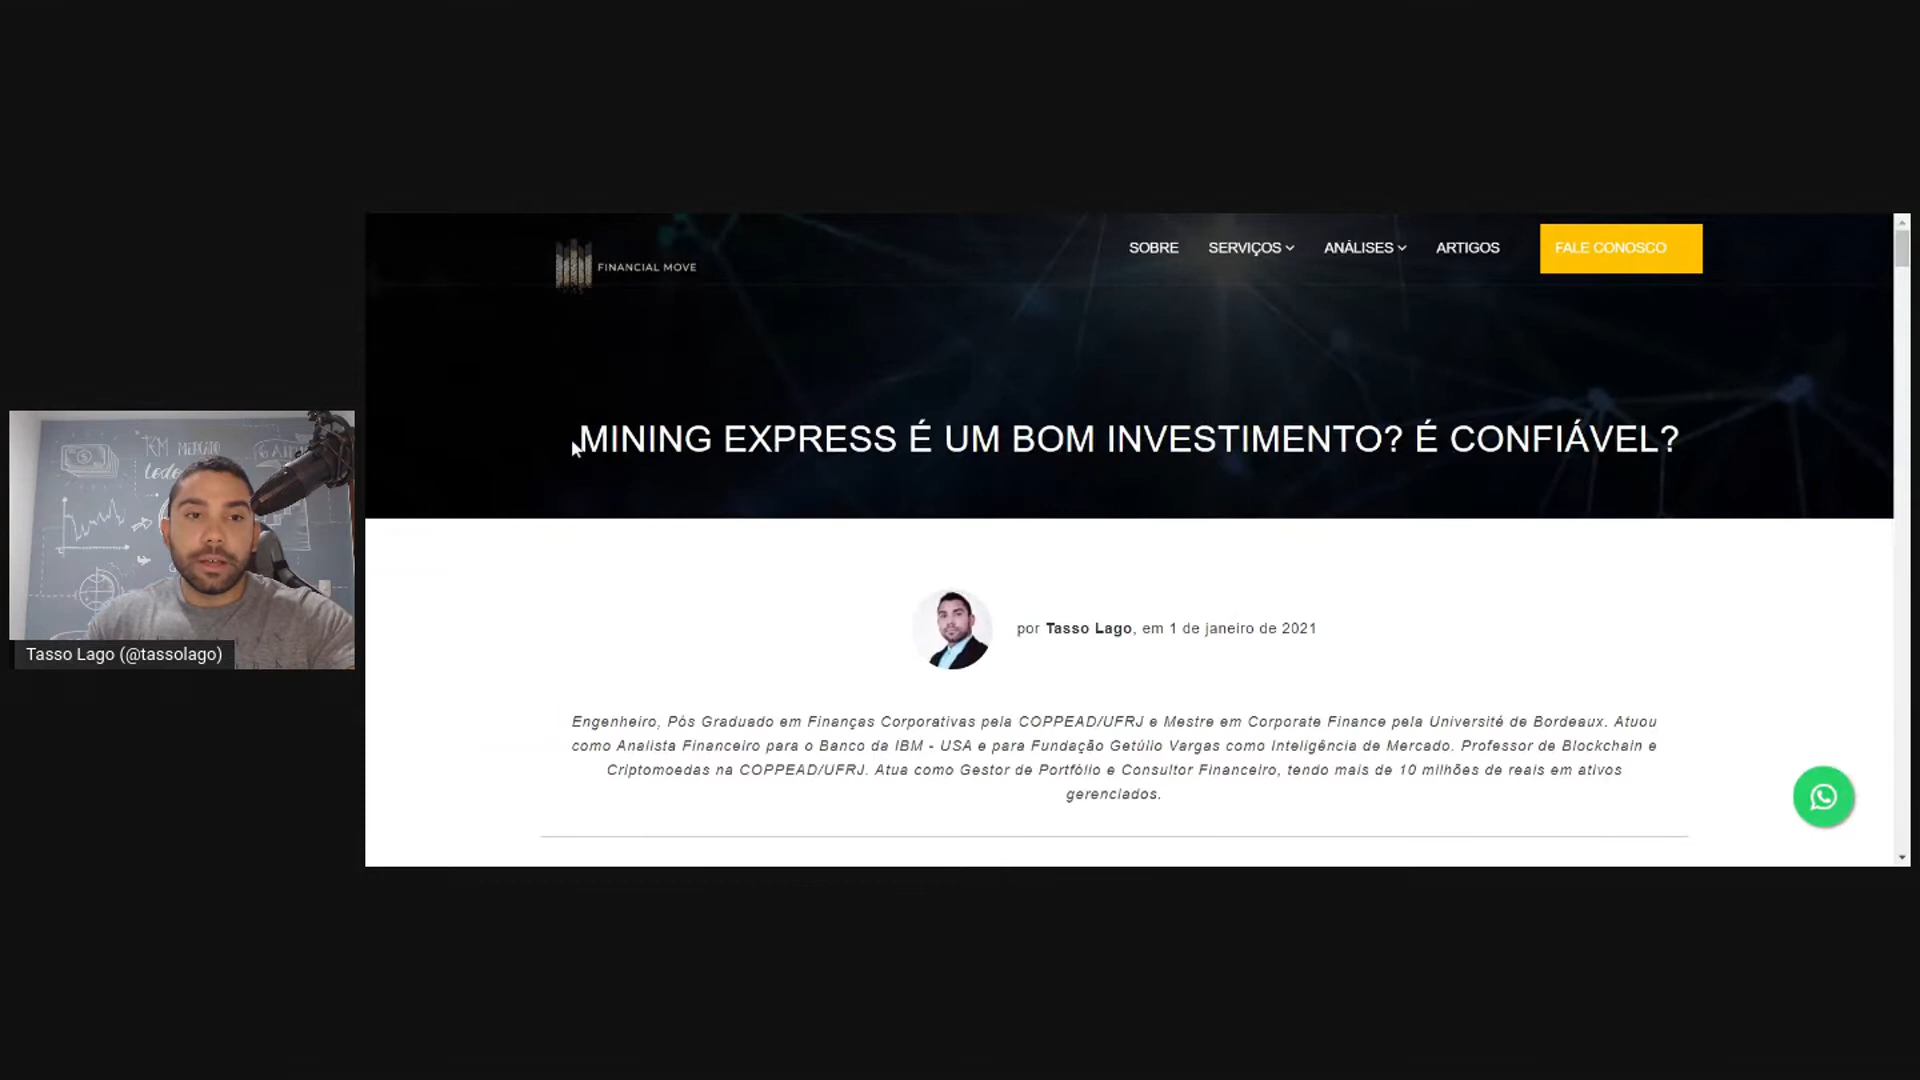 FINANCIAL MOVE
SOBRE
SERVIÇOS
ANÁLISES
ARTIGOS
FALE CONOSCO
MINING EXPRESS É UM BOM INVESTIMENTO? É CONFIÁVEL?
por Tasso Lago, em 1 de janeiro de 2021
Engenheiro, Pós Graduado em Finanças Corporativas pela COPPEAD/UFRJ e Mestre em Corporate Finance pela Université de Bordeaux. Atuou
como Analista Financeiro para o Banco da IBM - USA e para Fundação Getúlio Vargas como Inteligência de Mercado. Professor de Blockchain e
Criptomoedas na COPPEAD/UFRJ. Atua como Gestor de Portfólio e Consultor Financeiro, tendo mais de 10 milhões de reais em ativos
gerenciados.
MERCADO
Tasso Lago (@tassolago)